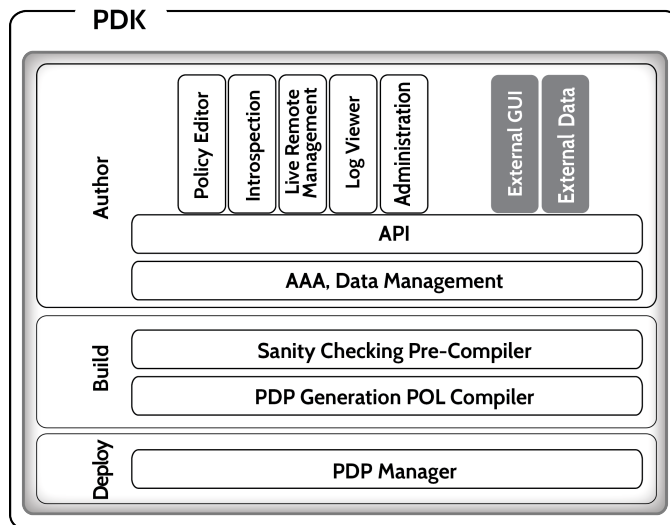 PDK
Author
Policy Editor
Introspection
Live Remote
Management
Log Viewer
Administration
External GUI
External Data
API
AAA, Data Management
Build
Sanity Checking Pre-Compiler
PDP Generation POL Compiler
Deploy
PDP Manager